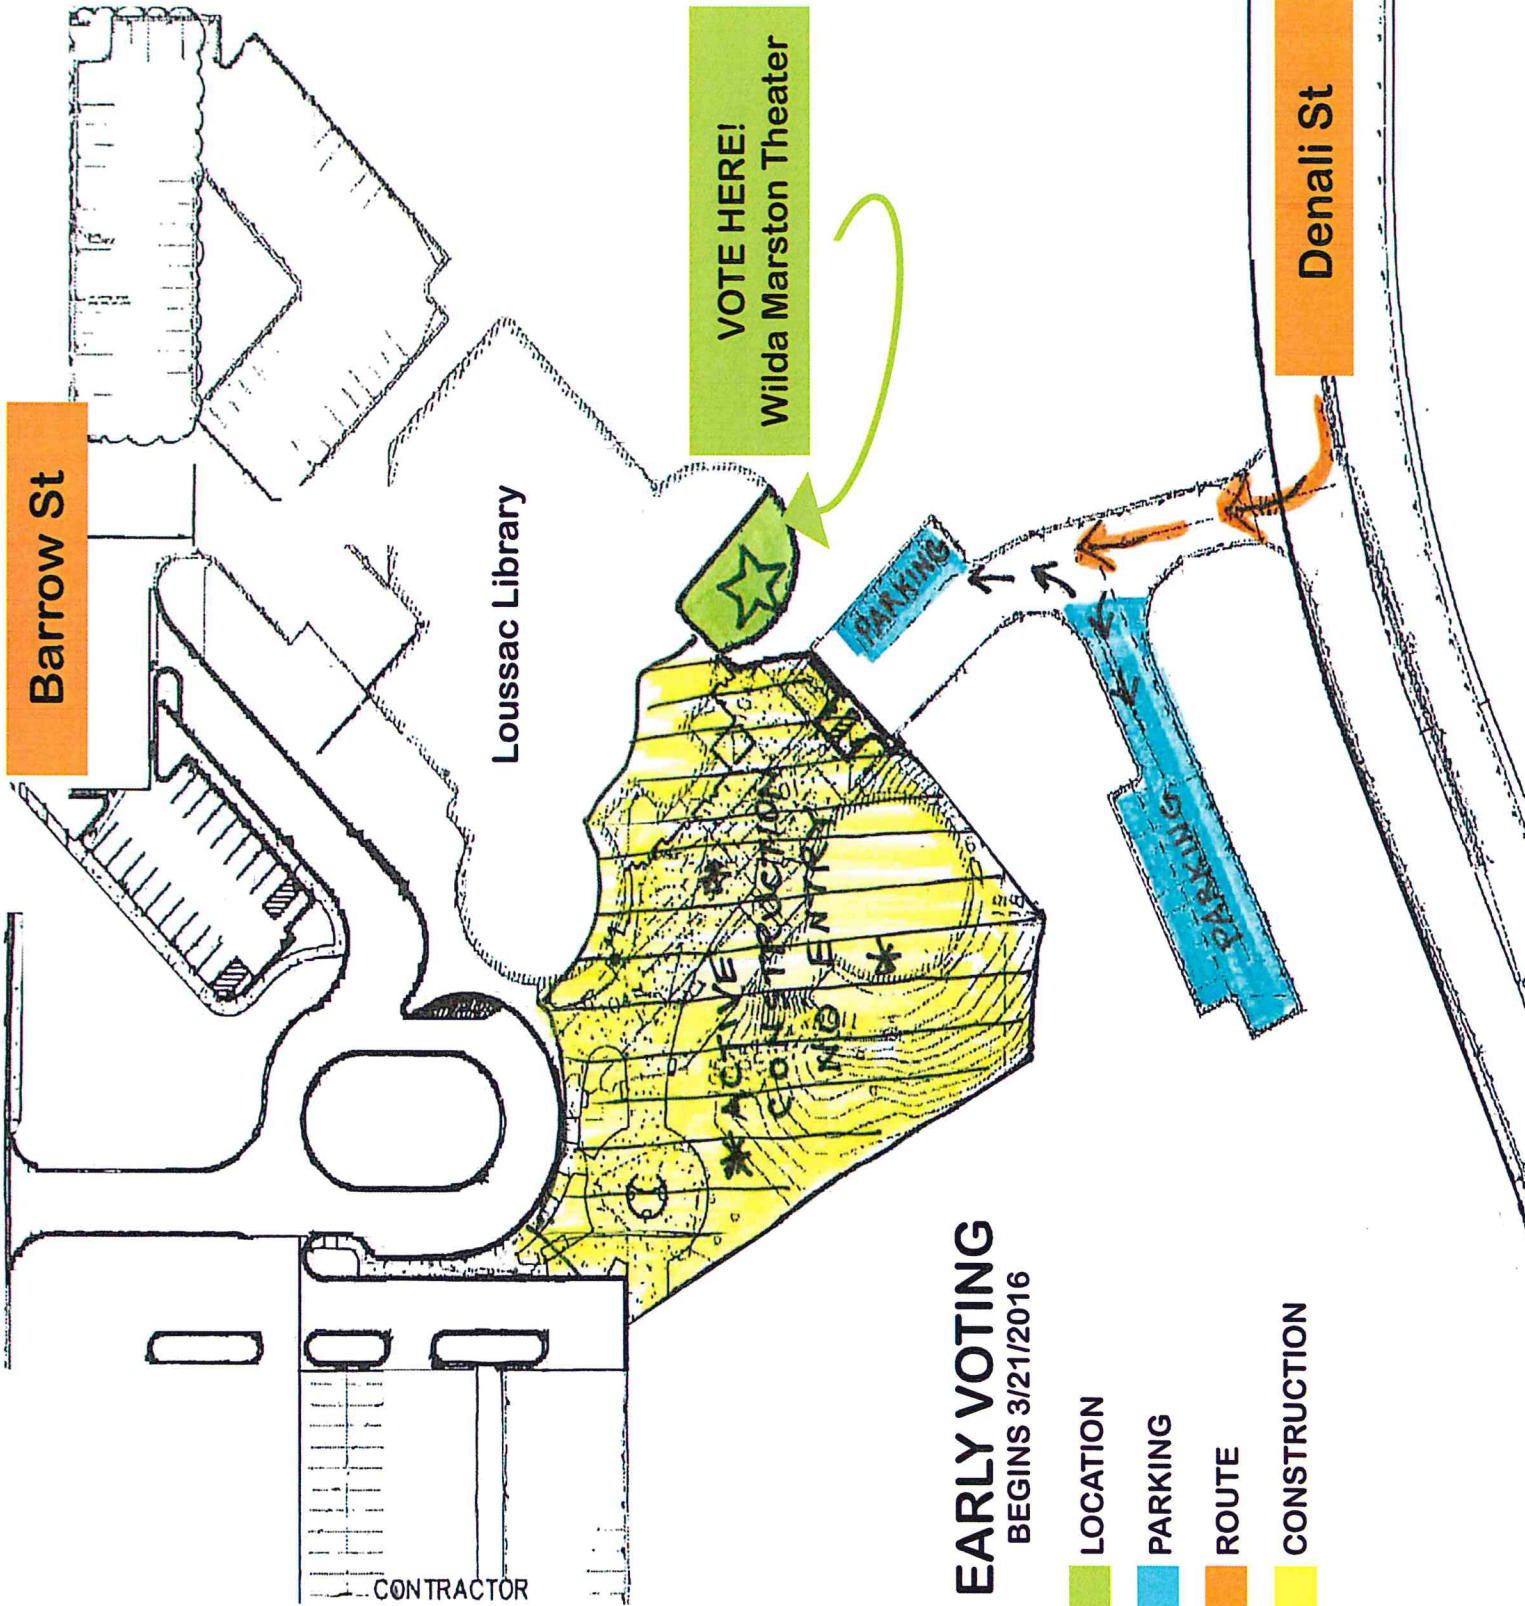 Barrow St
VOTE HERE!
Wilda Marston Theater
Denali St
Loussac Library
PARKING
PARKING
* ACTIVE *
CONSTRUCTION
NO ENTRY
*
EARLY VOTING
BEGINS 3/21/2016
LOCATION
PARKING
ROUTE
CONSTRUCTION
CONTRACTOR